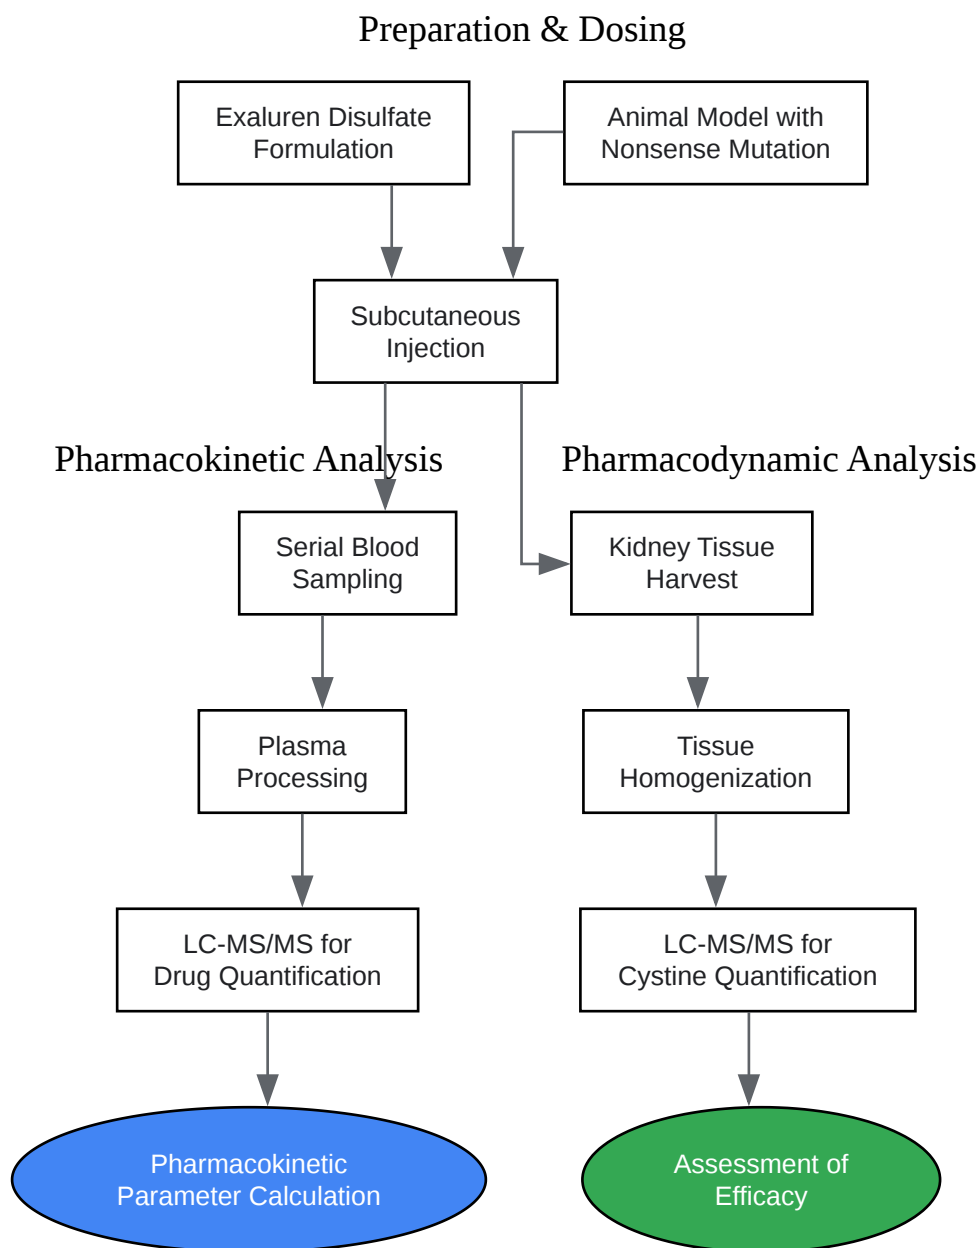 Preparation & Dosing
Exaluren Disulfate
Formulation
Animal Model with
Nonsense Mutation
Subcutaneous
Injection
Pharmacokinetic Analysis
Pharmacodynamic Analysis
Serial Blood
Sampling
Kidney Tissue
Harvest
Plasma
Processing
Tissue
Homogenization
LC-MS/MS for
Drug Quantification
LC-MS/MS for
Cystine Quantification
Pharmacokinetic
Parameter Calculation
Assessment of
Efficacy